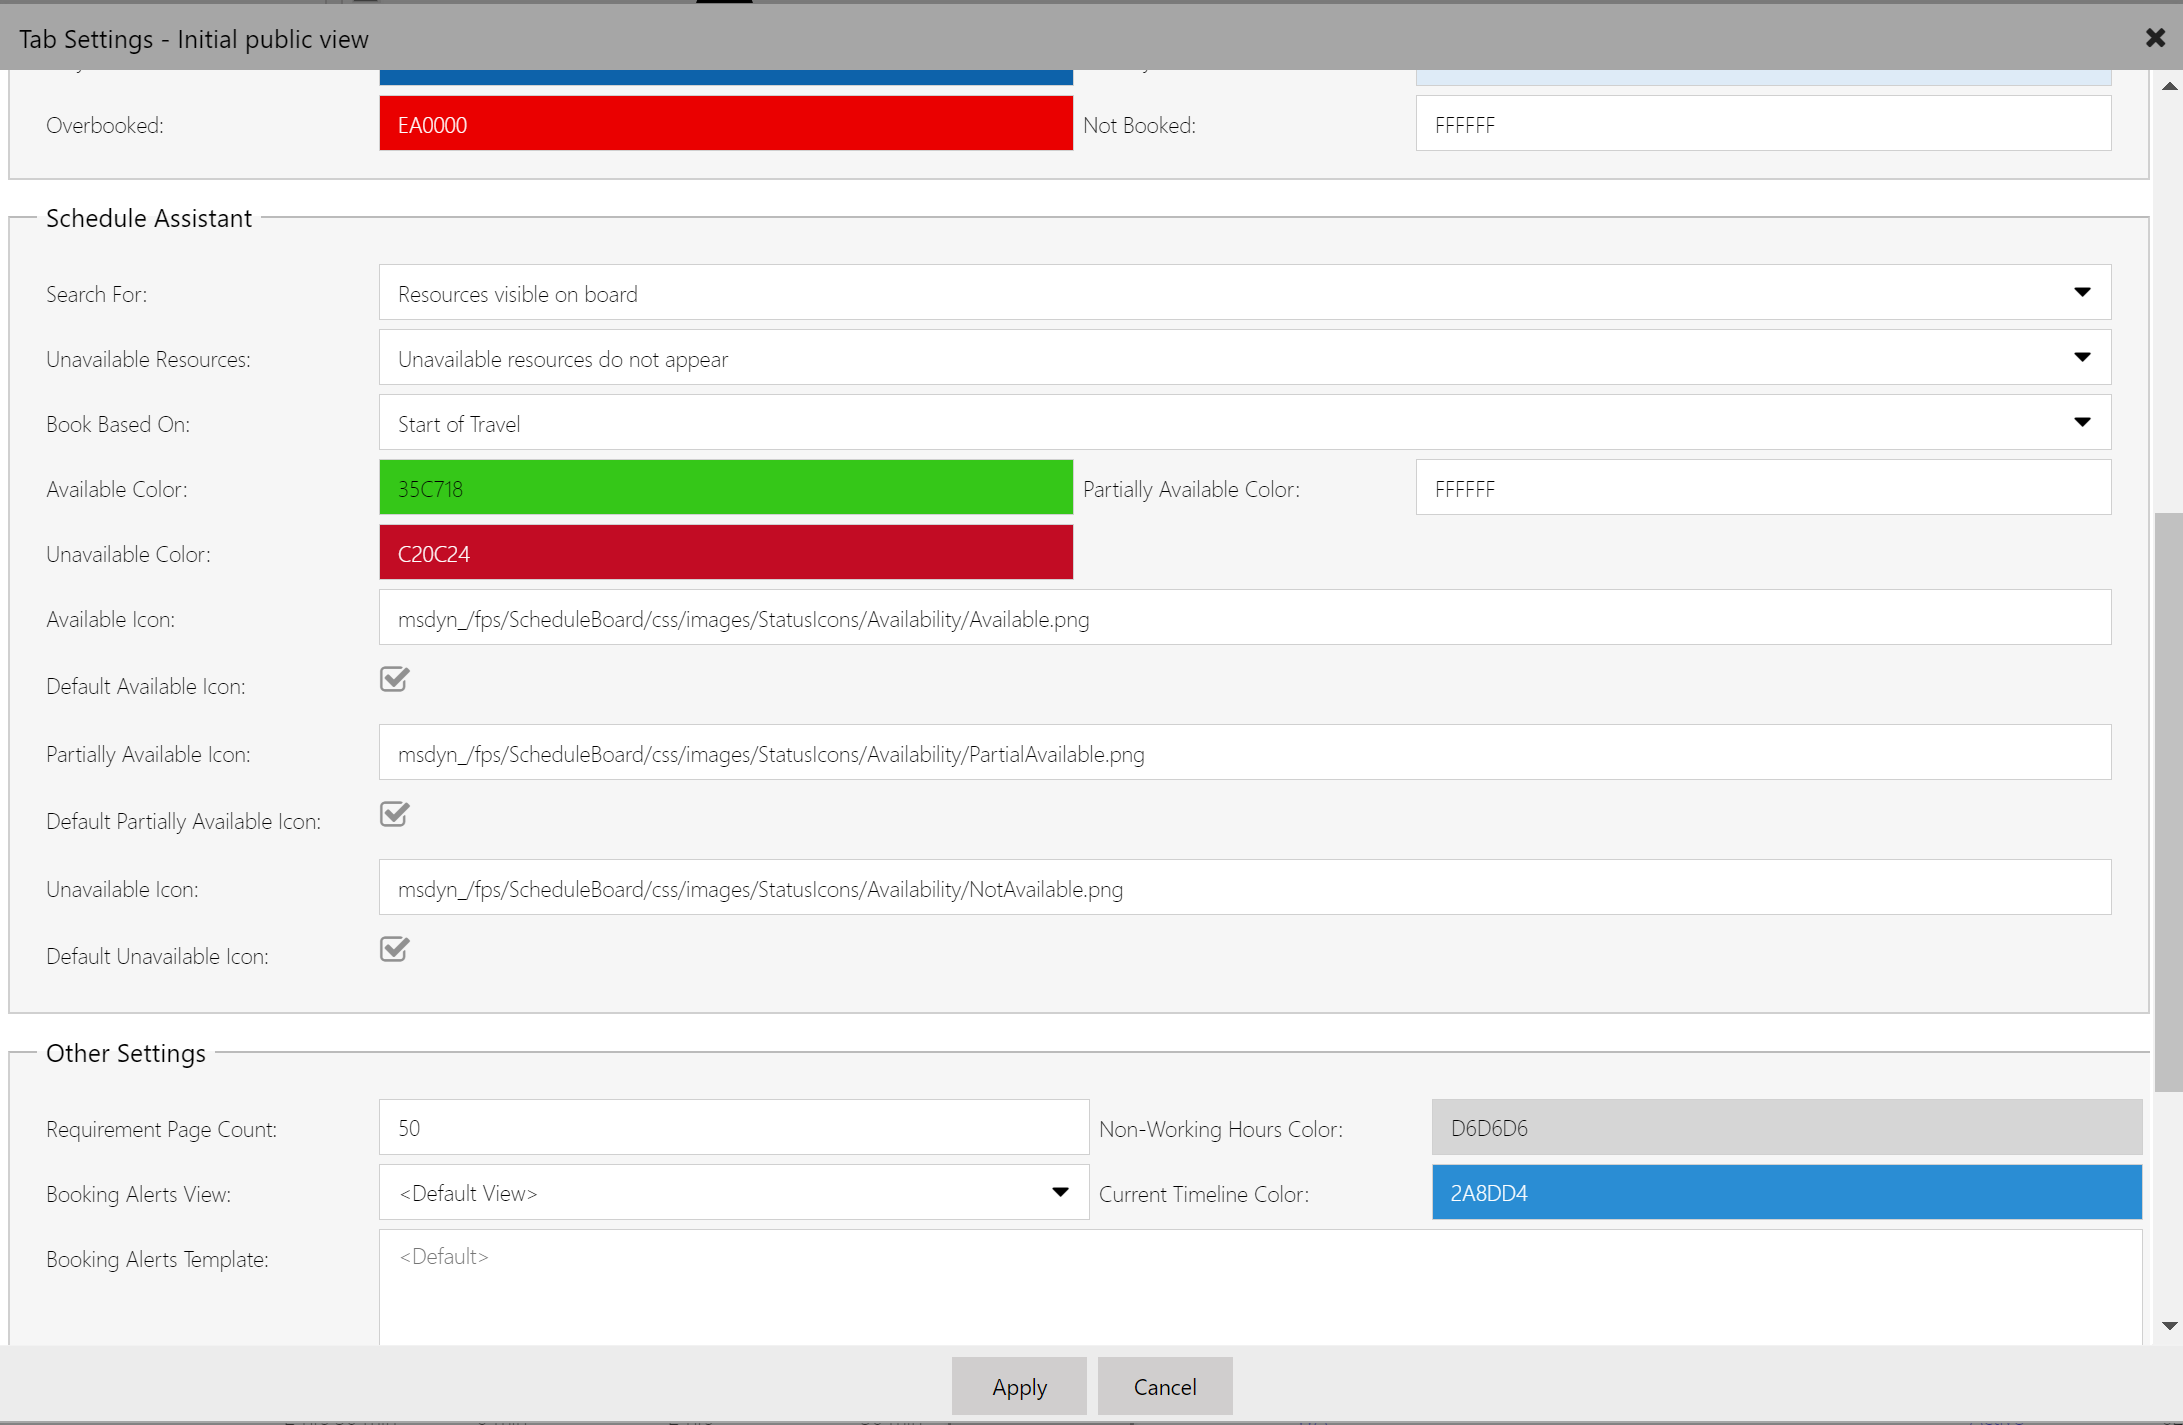 Tab Settings - Initial public view
Overbooked: EA0000 Not Booked: FFFFFF
Schedule Assistant
Search For: Resources visible on board
Unavailable Resources: Unavailable resources do not appear
Book Based On: Start of Travel
Available Color: 35C718 Partially Available Color: FFFFFF
Unavailable Color: C20C24
Available Icon: msdyn_/fps/ScheduleBoard/css/images/StatusIcons/Availability/Available.png
Default Available Icon:
Partially Available Icon: msdyn_/fps/ScheduleBoard/css/images/StatusIcons/Availability/PartialAvailable.png
Default Partially Available Icon:
Unavailable Icon: msdyn_/fps/ScheduleBoard/css/images/StatusIcons/Availability/NotAvailable.png
Default Unavailable Icon:
Other Settings
Requirement Page Count: 50 Non-Working Hours Color: D6D6D6
Booking Alerts View: <Default View> Current Timeline Color: 2A8DD4
Booking Alerts Template: <Default>
Apply Cancel